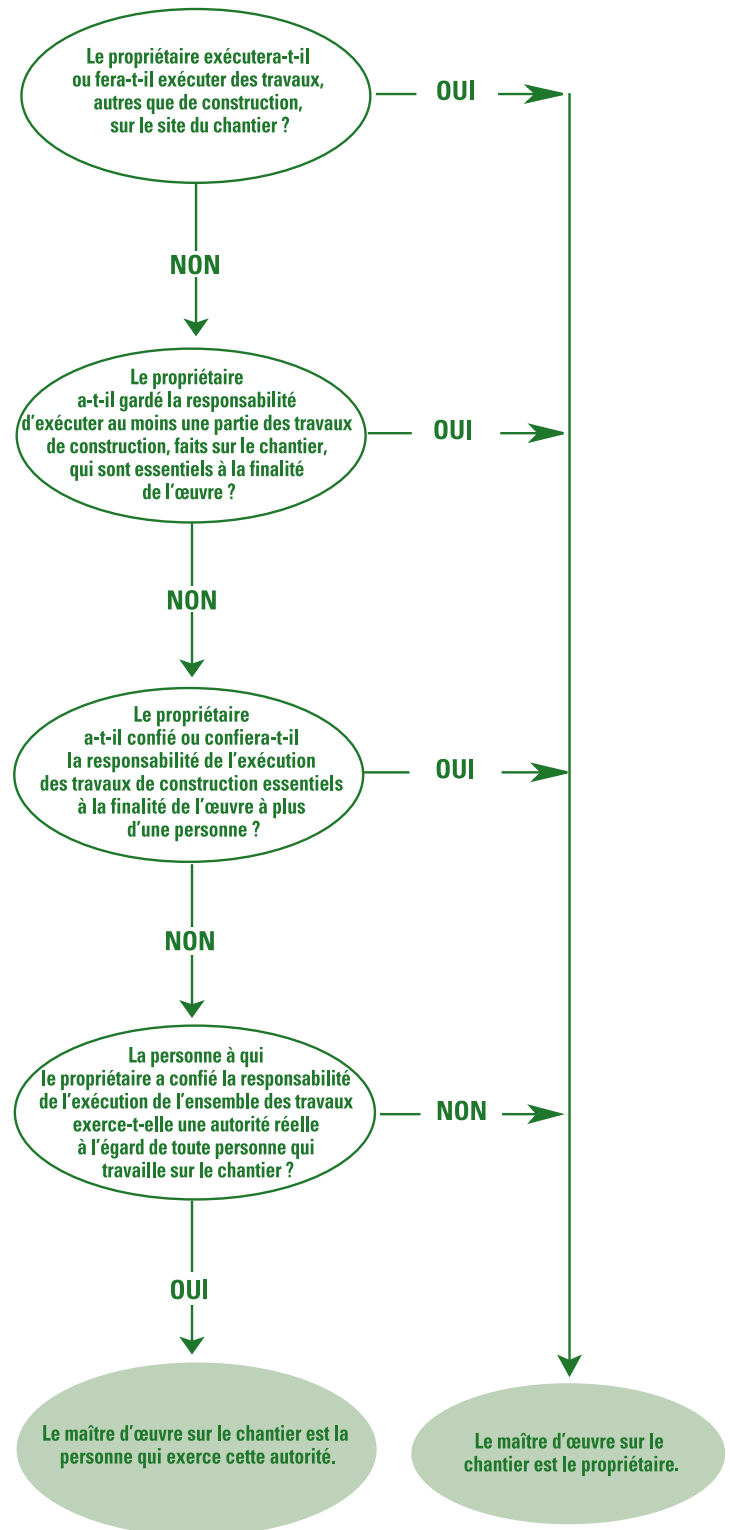 Le propriétaire exécutera-t-il
ou fera-t-il exécuter des travaux,
autres que de construction,
sur le site du chantier ?
OUI
NON
Le propriétaire
a-t-il gardé la responsabilité
d'exécuter au moins une partie des travaux
de construction, faits sur le chantier,
qui sont essentiels à la finalité
de l'œuvre ?
OUI
NON
Le propriétaire
a-t-il confié ou confiera-t-il
la responsabilité de l'exécution
des travaux de construction essentiels
à la finalité de l'œuvre à plus
d'une personne ?
OUI
NON
La personne à qui
le propriétaire a confié la responsabilité
de l'exécution de l'ensemble des travaux
exerce-t-elle une autorité réelle
à l'égard de toute personne qui
travaille sur le chantier ?
NON
OUI
Le maître d'œuvre sur le chantier est la
personne qui exerce cette autorité.
Le maître d'œuvre sur le
chantier est le propriétaire.